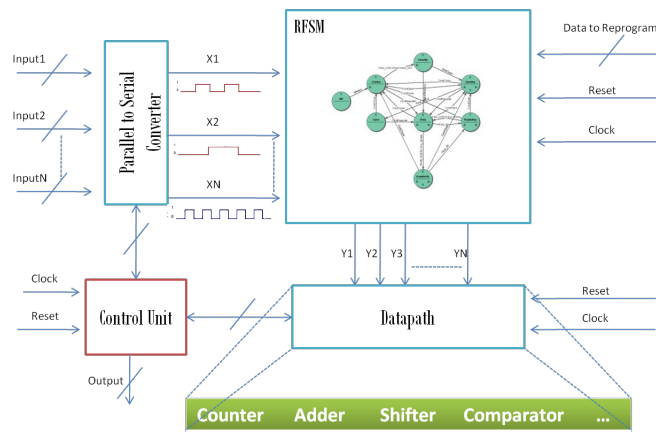 RFSM
Data to Reprogram
Input1
X1
Reset
Input2
X2
Clock
InputN
XN
Parallel to Serial
Converter
Y1 Y2 Y3 YN
Clock
Reset
Control Unit
Output
Datapath
Reset
Clock
Counter Adder Shifter Comparator ...